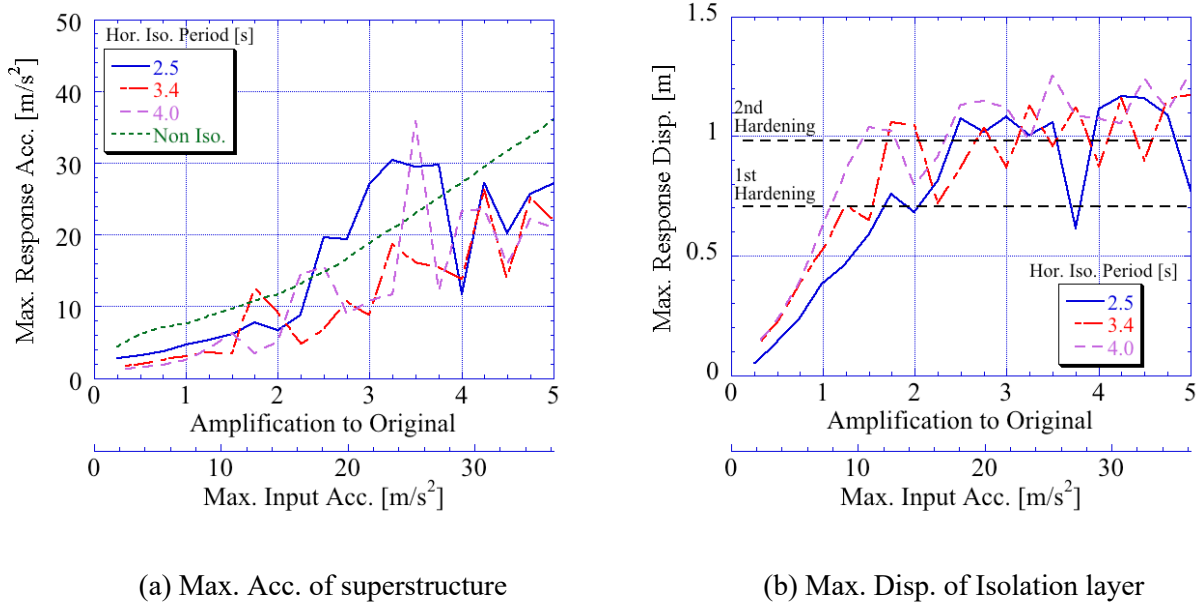 50
40
30
20
10
0
Max. Response Acc. [m/s²]
Hor. Iso. Period [s]
2.5
3.4
4.0
Non Iso.
0 1 2 3 4 5
Amplification to Original
0 10 20 30
Max. Input Acc. [m/s²]
(a) Max. Acc. of superstructure
1.5
1
0.5
0
Max. Response Disp. [m]
2nd
Hardening
1st
Hardening
Hor. Iso. Period [s]
2.5
3.4
4.0
0 1 2 3 4 5
Amplification to Original
0 10 20 30
Max. Input Acc. [m/s²]
(b) Max. Disp. of Isolation layer